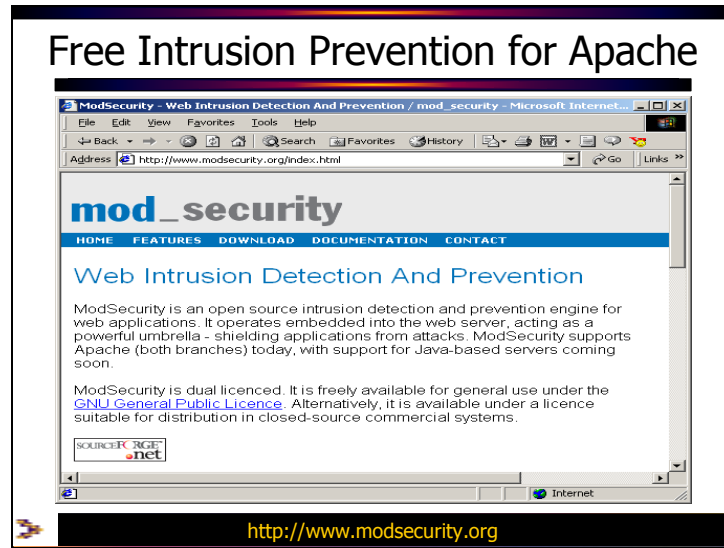 Free Intrusion Prevention for Apache
ModSecurity - Web Intrusion Detection And Prevention / mod_security - Microsoft Internet...
File Edit View Favorites Tools Help
Back Search Favorites History
Address http://www.modsecurity.org/index.html Go Links »
mod_security
HOME FEATURES DOWNLOAD DOCUMENTATION CONTACT
Web Intrusion Detection And Prevention
ModSecurity is an open source intrusion detection and prevention engine for
web applications. It operates embedded into the web server, acting as a
powerful umbrella - shielding applications from attacks. ModSecurity supports
Apache (both branches) today, with support for Java-based servers coming
soon.
ModSecurity is dual licenced. It is freely available for general use under the
GNU General Public Licence. Alternatively, it is available under a licence
suitable for distribution in closed-source commercial systems.
SOURCEFORGE
.net
Internet
http://www.modsecurity.org